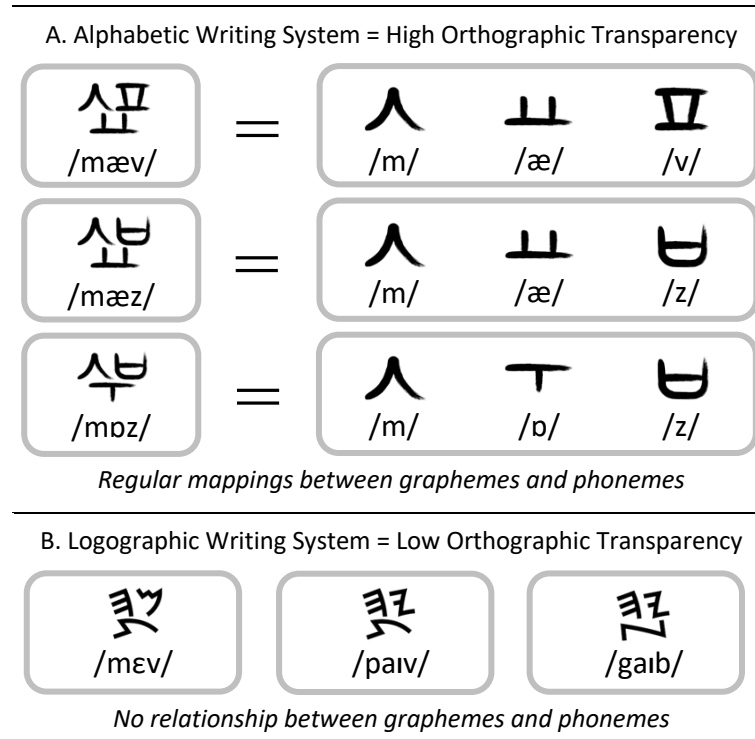 A. Alphabetic Writing System = High Orthographic Transparency
= 
/mæv/ /m/ /æ/ /v/
=
/mæz/ /m/ /æ/ /z/
=
/mɒz/ /m/ /ɒ/ /z/
Regular mappings between graphemes and phonemes
B. Logographic Writing System = Low Orthographic Transparency
/mɛv/ /paɪv/ /gaɪb/
No relationship between graphemes and phonemes